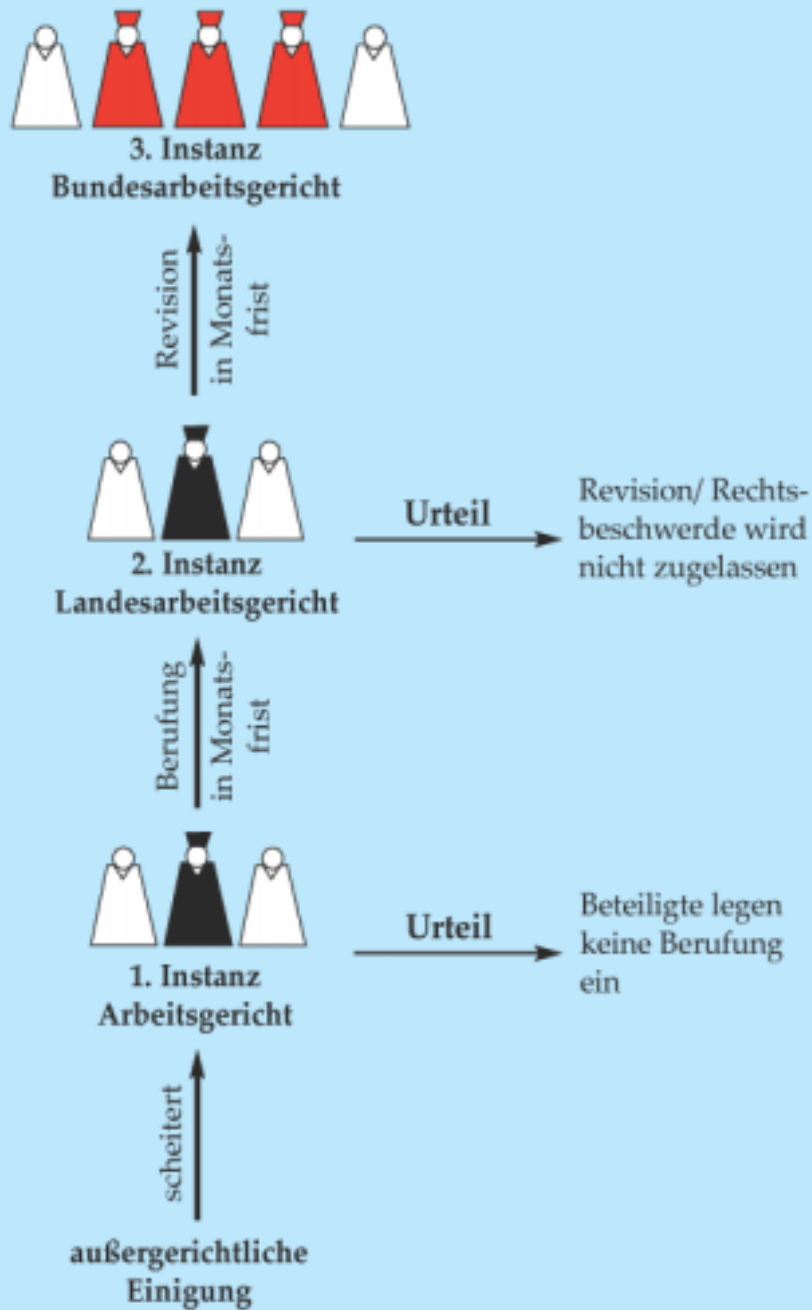 3. Instanz
Bundesarbeitsgericht
Revision
in Monats-
frist
2. Instanz
Landesarbeitsgericht
Urteil
Revision/ Rechts-
beschwerde wird
nicht zugelassen
Berufung
in Monats-
frist
1. Instanz
Arbeitsgericht
Urteil
Beteiligte legen
keine Berufung
ein
scheitert
außergerichtliche
Einigung